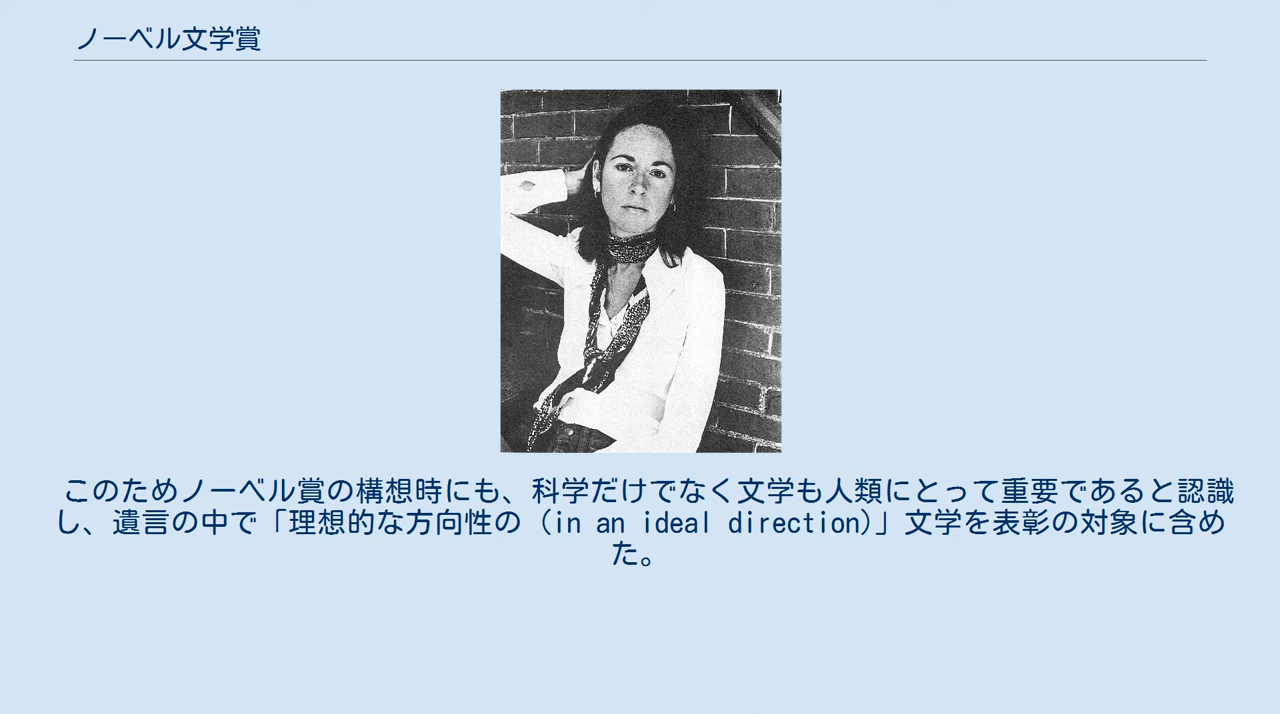 ノーベル文学賞
このためノーベル賞の構想時にも、科学だけでなく文学も人類にとって重要であると認識
し、遺言の中で「理想的な方向性の（in an ideal direction)」文学を表彰の対象に含め
た。